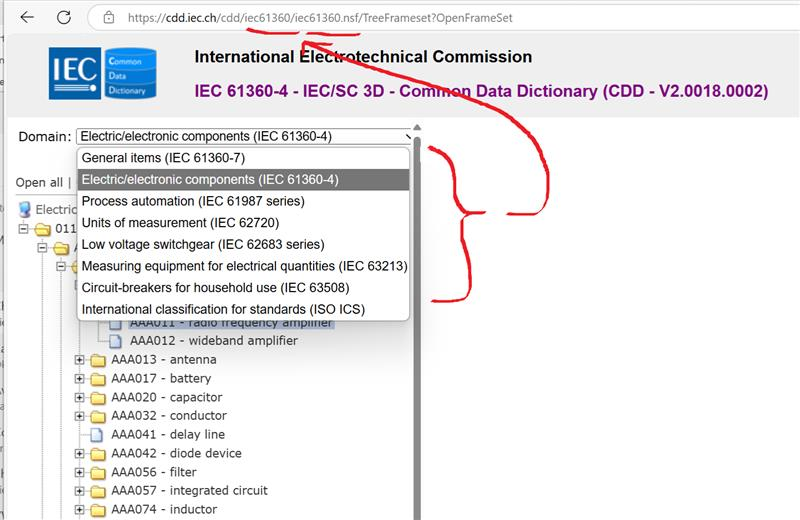 https://cdd.iec.ch/cdd/iec61360/iec61360.nsf/TreeFrameset?OpenFrameSet
IEC
Common
Data
Dictionary
International Electrotechnical Commission
IEC 61360-4 - IEC/SC 3D - Common Data Dictionary (CDD - V2.0018.0002)
Domain: Electric/electronic components (IEC 61360-4)
General items (IEC 61360-7)
Open all |
Electric/electronic components (IEC 61360-4)
Process automation (IEC 61987 series)
Electric
Units of measurement (IEC 62720)
011
Low voltage switchgear (IEC 62683 series)
Measuring equipment for electrical quantities (IEC 63213)
Circuit-breakers for household use (IEC 63508)
International classification for standards (ISO ICS)
AAA011 - radio frequency amplifier
AAA012 - wideband amplifier
AAA013 - antenna
AAA017 - battery
AAA020 - capacitor
AAA032 - conductor
AAA041 - delay line
AAA042 - diode device
AAA056 - filter
AAA057 - integrated circuit
AAA074 - inductor